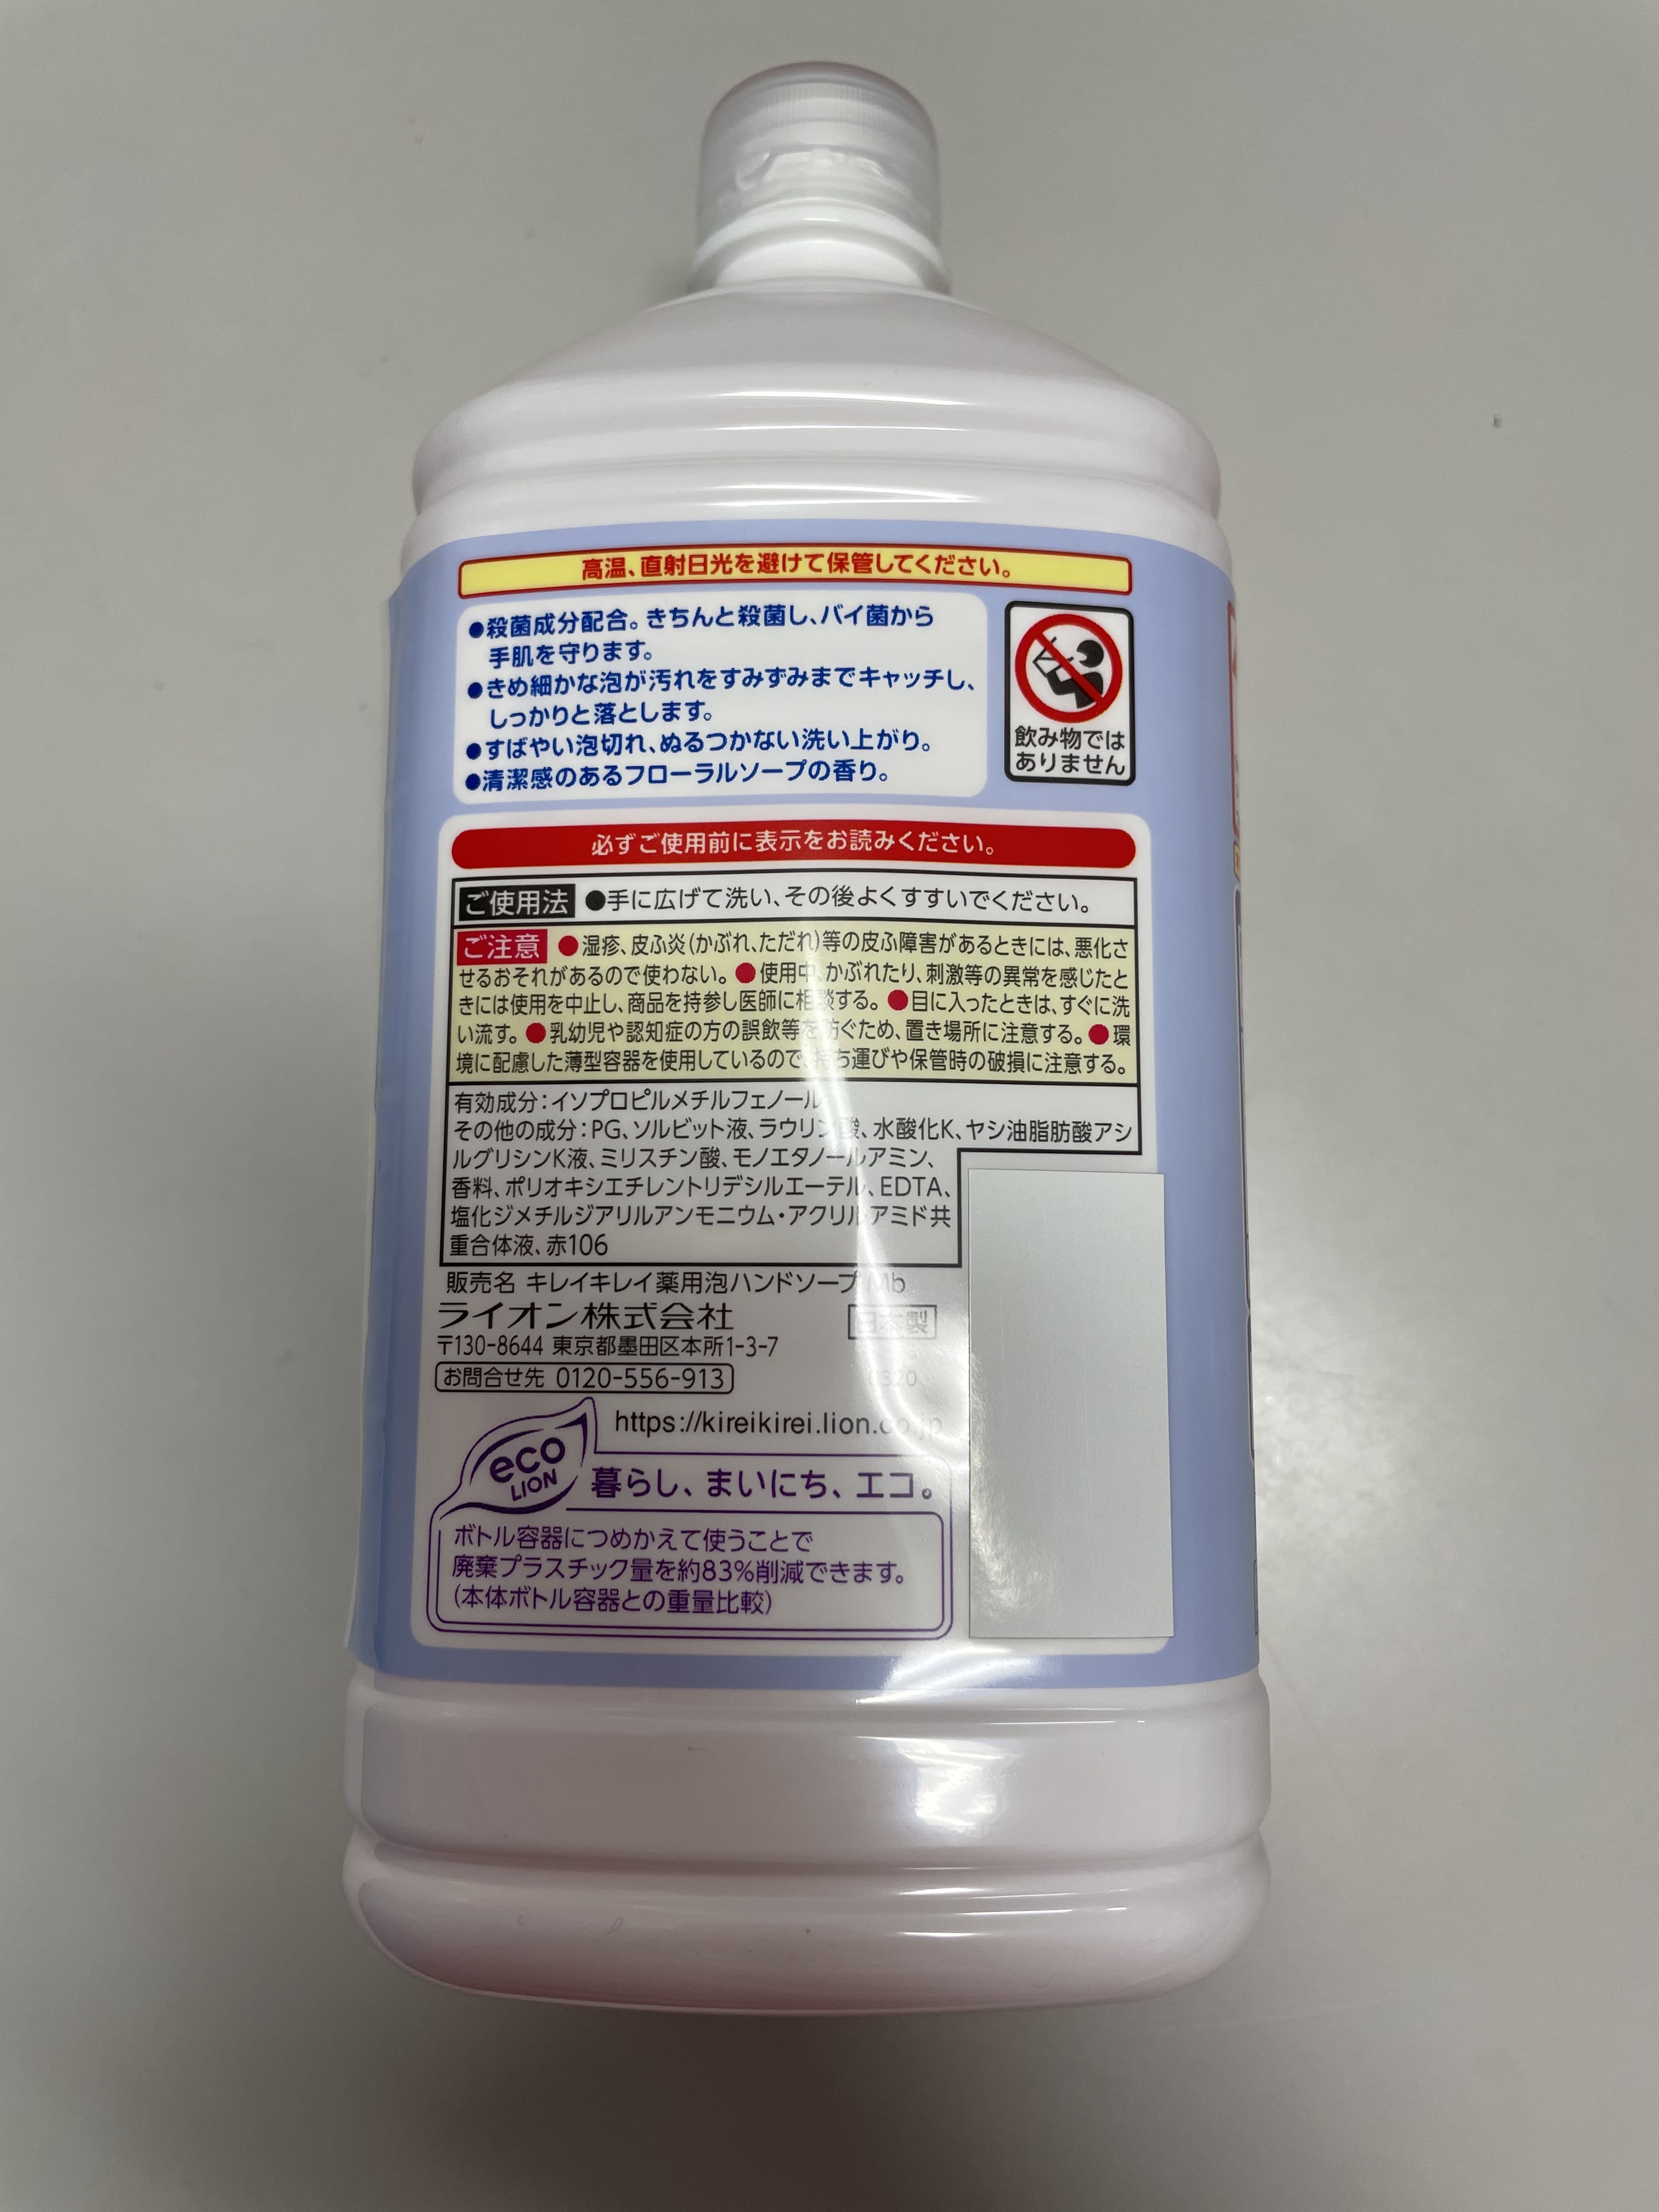 高温、直射日光を避けて保管してください。
●殺菌成分配合。きちんと殺菌し、バイ菌から
手肌を守ります。
●きめ細かな泡が汚れをすみずみまでキャッチし、
しっかりと落とします。
●すばやい泡切れ、ぬるつかない洗い上がり。
●清潔感のあるフローラルソープの香り。
飲み物では
ありません
必ずご使用前に表示をお読みください。
ご使用法 ●手に広げて洗い、その後よくすすいでください。
ご注意 ●湿疹、皮ふ炎(かぶれ、ただれ)等の皮ふ障害があるときには、悪化さ
せるおそれがあるので使わない。●使用中、かぶれたり、刺激等の異常を感じたと
きには使用を中止し、商品を持参し医師に相談する。●目に入ったときは、すぐに洗
い流す。●乳幼児や認知症の方の誤飲等を防ぐため、置き場所に注意する。●環
境に配慮した薄型容器を使用しているので、持ち運びや保管時の破損に注意する。
有効成分:イソプロピルメチルフェノール
その他の成分:PG、ソルビット液、ラウリン酸、水酸化K、ヤシ油脂肪酸アシ
ルグリシンK液、ミリスチン酸、モノエタノールアミン、
香料、ポリオキシエチレントリデシルエーテル、EDTA、
塩化ジメチルジアリルアンモニウム・アクリルアミド共
重合体液、赤106
販売名 キレイキレイ薬用泡ハンドソープMb
ライオン株式会社 日本製
〒130-8644 東京都墨田区本所1-3-7
お問合せ先 0120-556-913 0320
https://kireikirei.lion.co.jp
eco
LION
暮らし、まいにち、エコ。
ボトル容器につめかえて使うことで
廃棄プラスチック量を約83%削減できます。
(本体ボトル容器との重量比較)